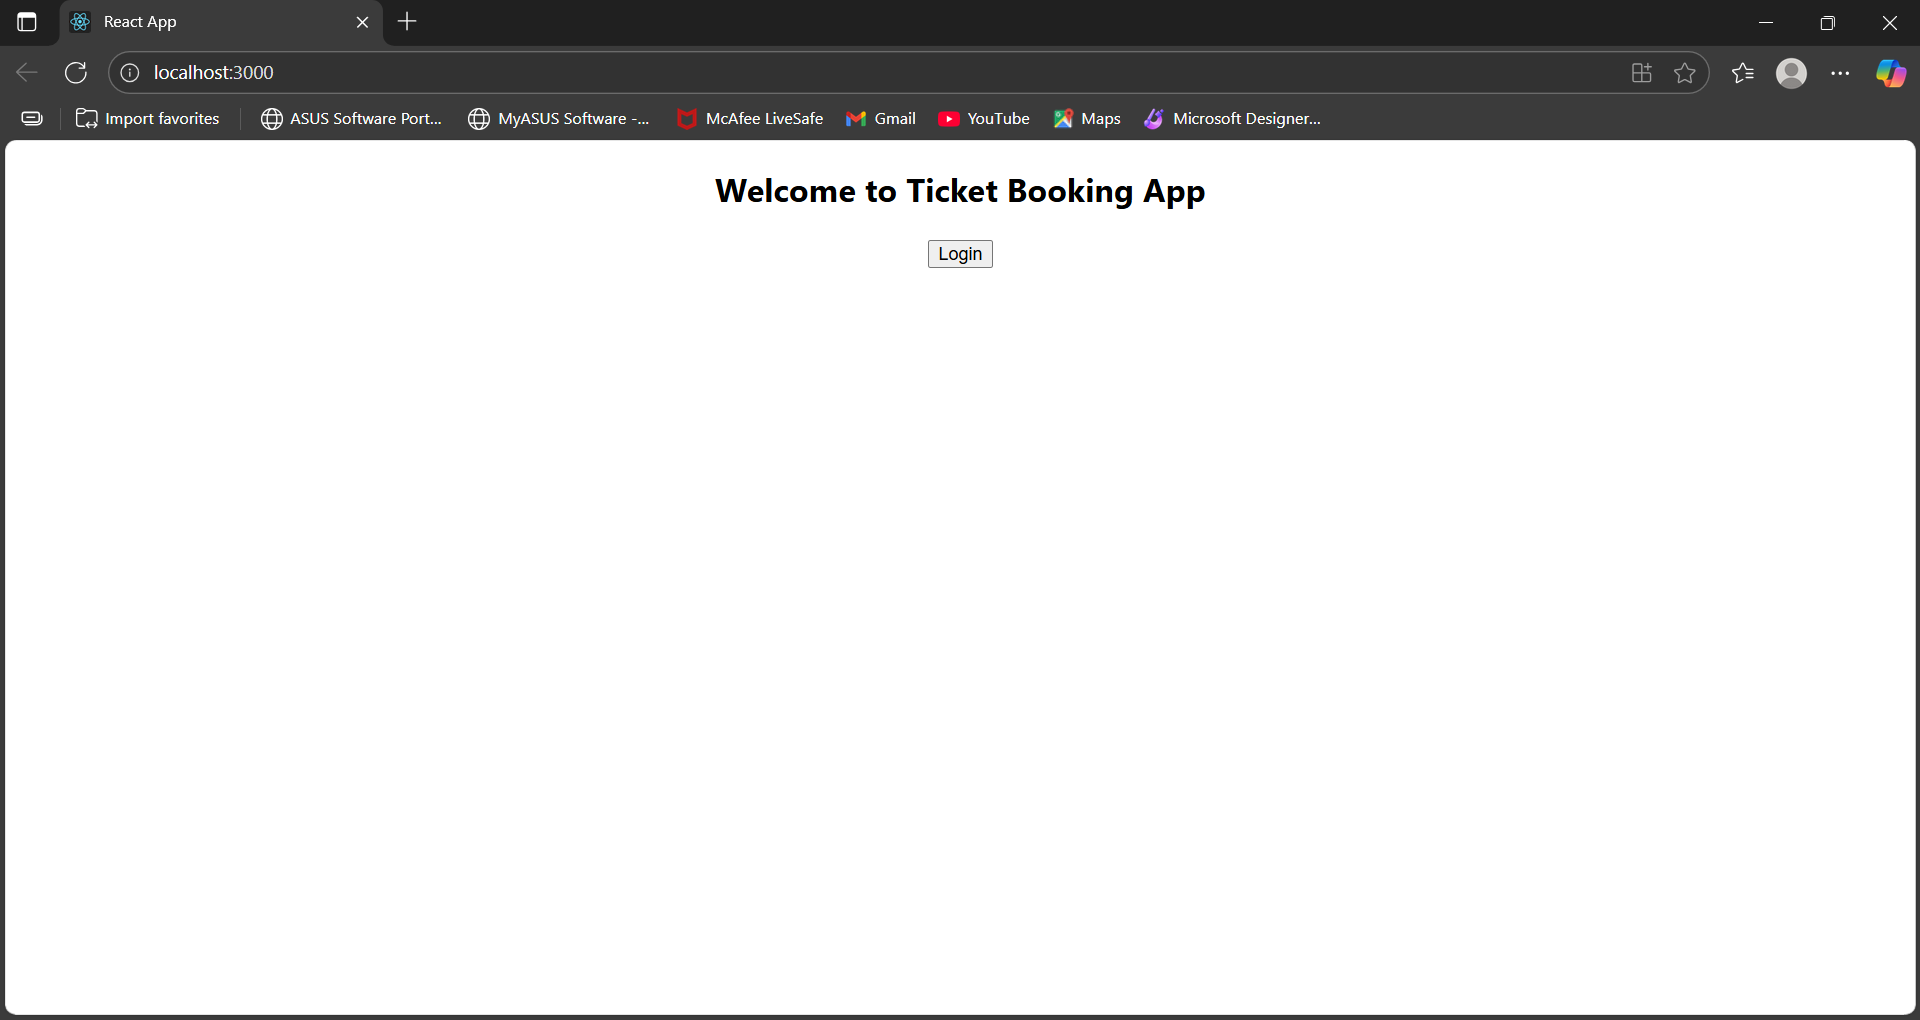 React App
localhost:3000
Import favorites
ASUS Software Port...
MyASUS Software -...
McAfee LiveSafe
Gmail
YouTube
Maps
Microsoft Designer...
Welcome to Ticket Booking App
Login